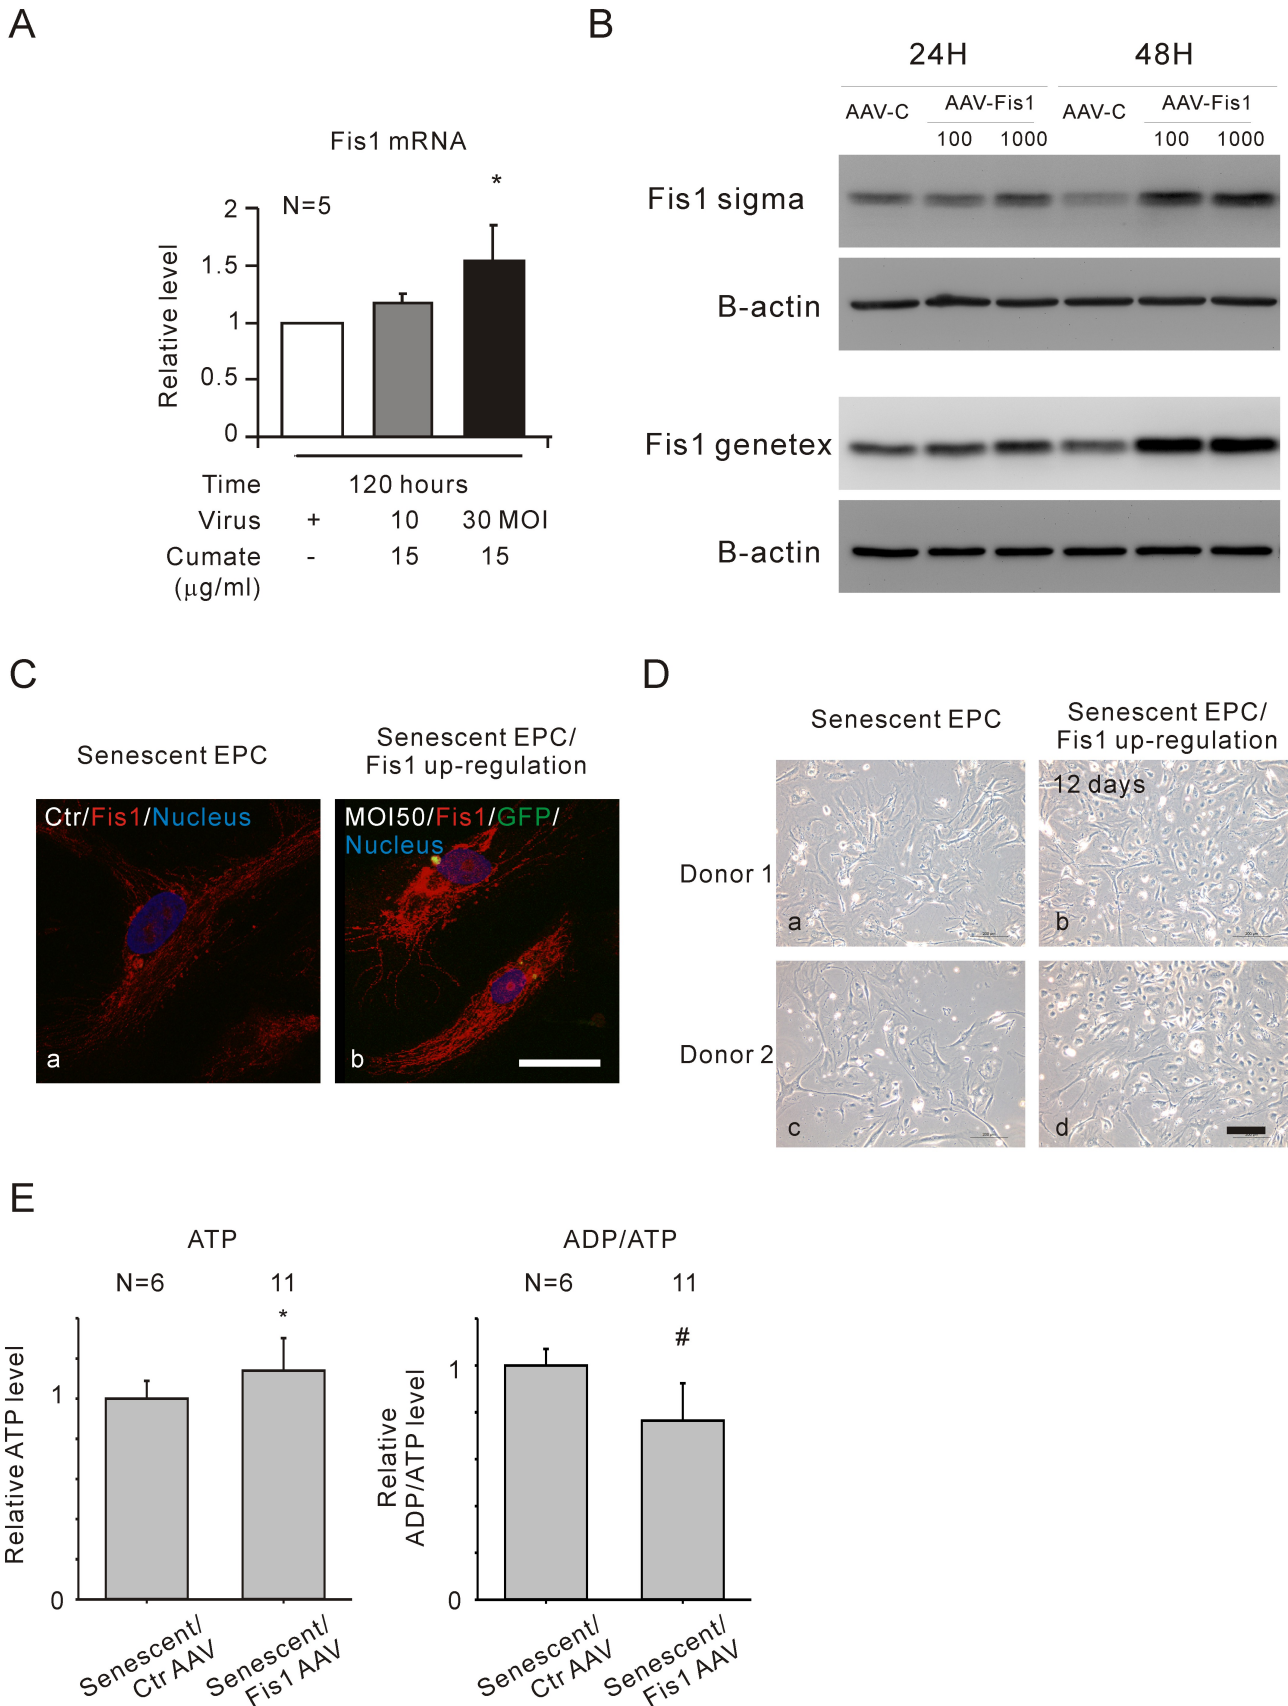 A
Fis1 mRNA
*
N=5
2
1.5
1
0.5
0
Relative level
Time 120 hours
Virus + 10 30 MOI
Cumate - 15 15
(μg/ml)
B
24H 48H
AAV-C AAV-Fis1 AAV-C AAV-Fis1
100 1000 100 1000
Fis1 sigma
B-actin
Fis1 genetex
B-actin
C
Senescent EPC
Senescent EPC/
Fis1 up-regulation
Ctr/Fis1/Nucleus
a
MOI50/Fis1/GFP/
Nucleus
b
D
Senescent EPC
Senescent EPC/
Fis1 up-regulation
Donor 1
a
12 days
b
Donor 2
c
d
E
ATP
N=6 11
*
1
0
Relative ATP level
Senescent/
Ctr AAV
Senescent/
Fis1 AAV
ADP/ATP
N=6 11
#
1
0
Relative
ADP/ATP level
Senescent/
Ctr AAV
Senescent/
Fis1 AAV